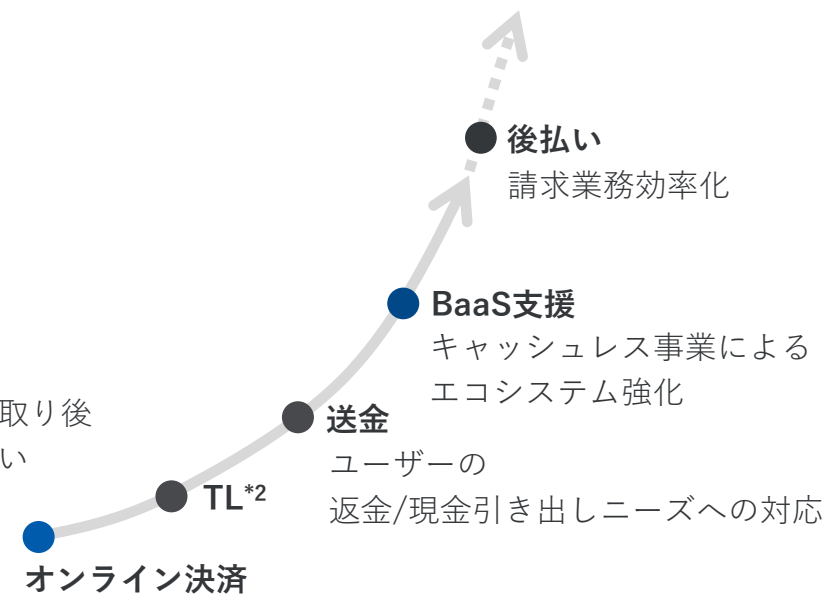 後払い
請求業務効率化
BaaS支援
キャッシュレス事業による
エコシステム強化
取り後
い
送金
ユーザーの
返金/現金引き出しニーズへの対応
TL*2
オンライン決済